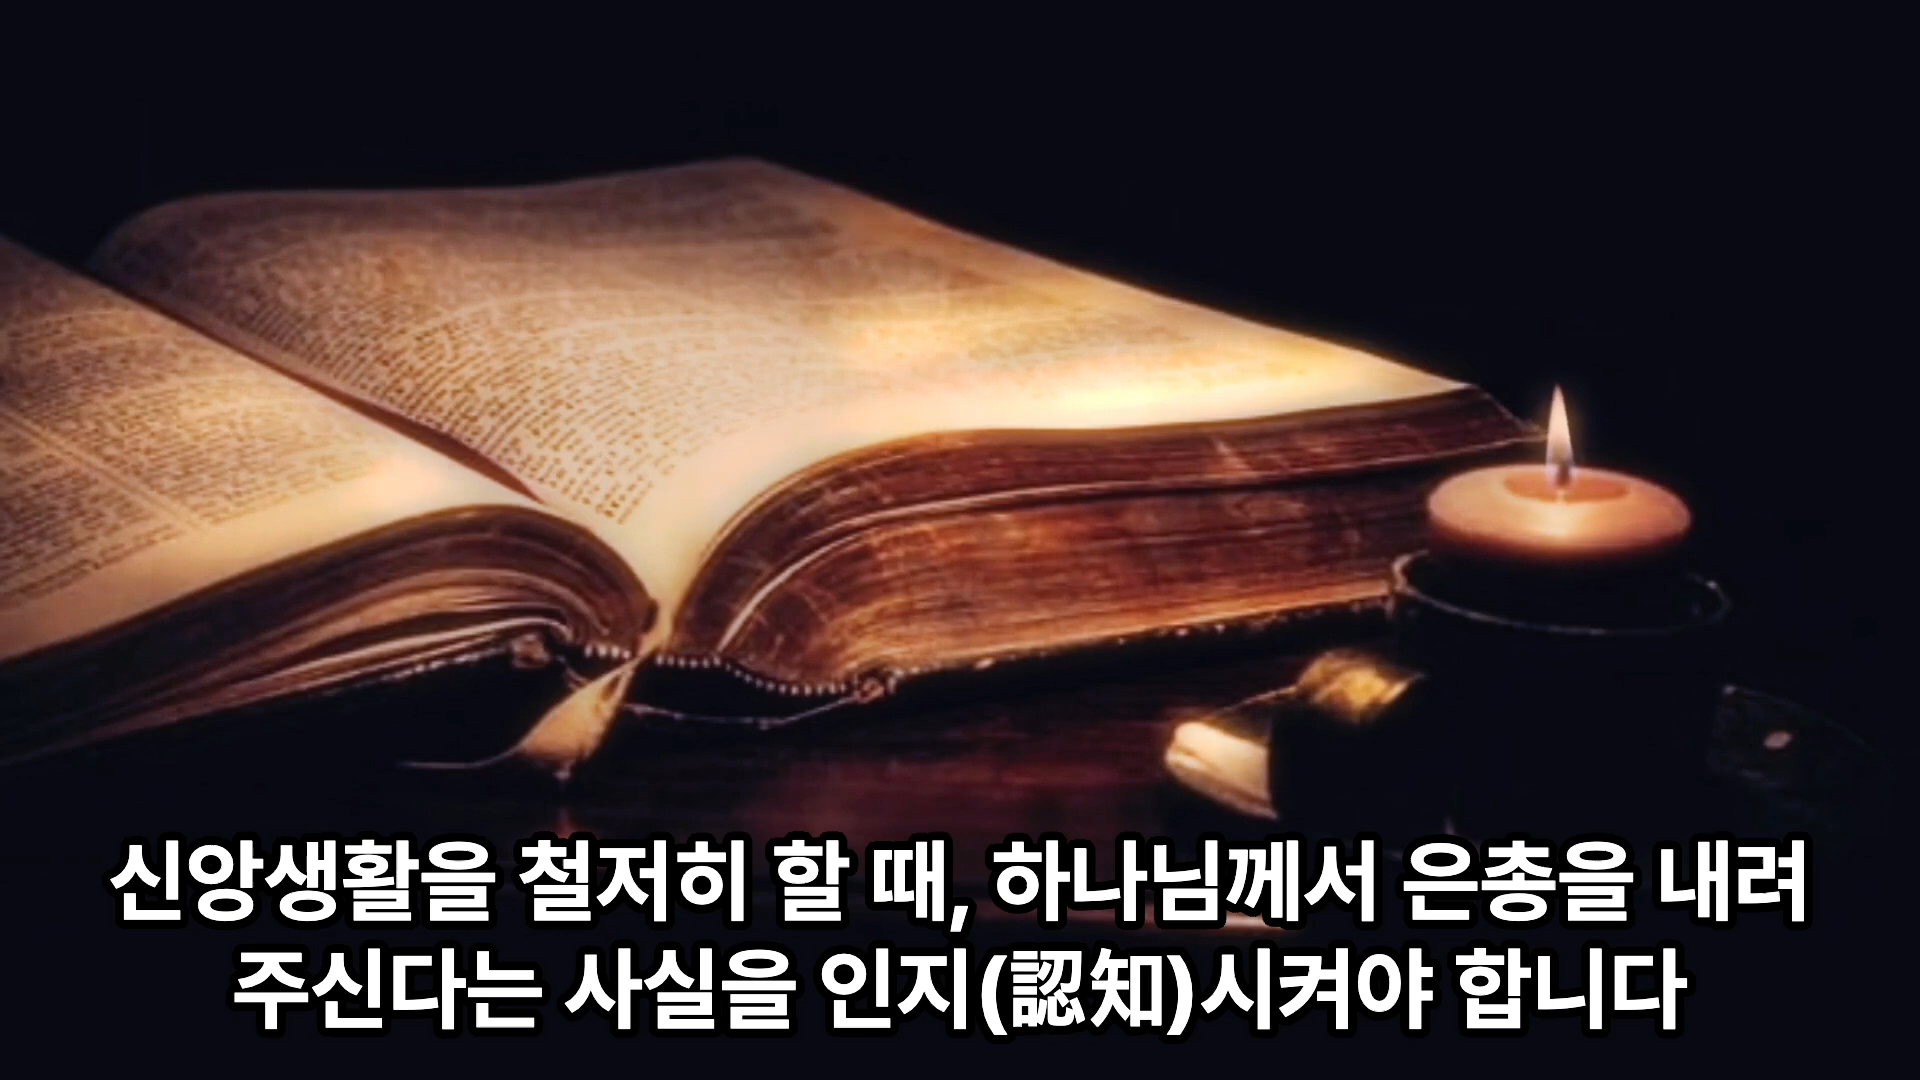 신앙생활을 철저히 할 때, 하나님께서 은총을 내려
주신다는 사실을 인지(認知)시켜야 합니다